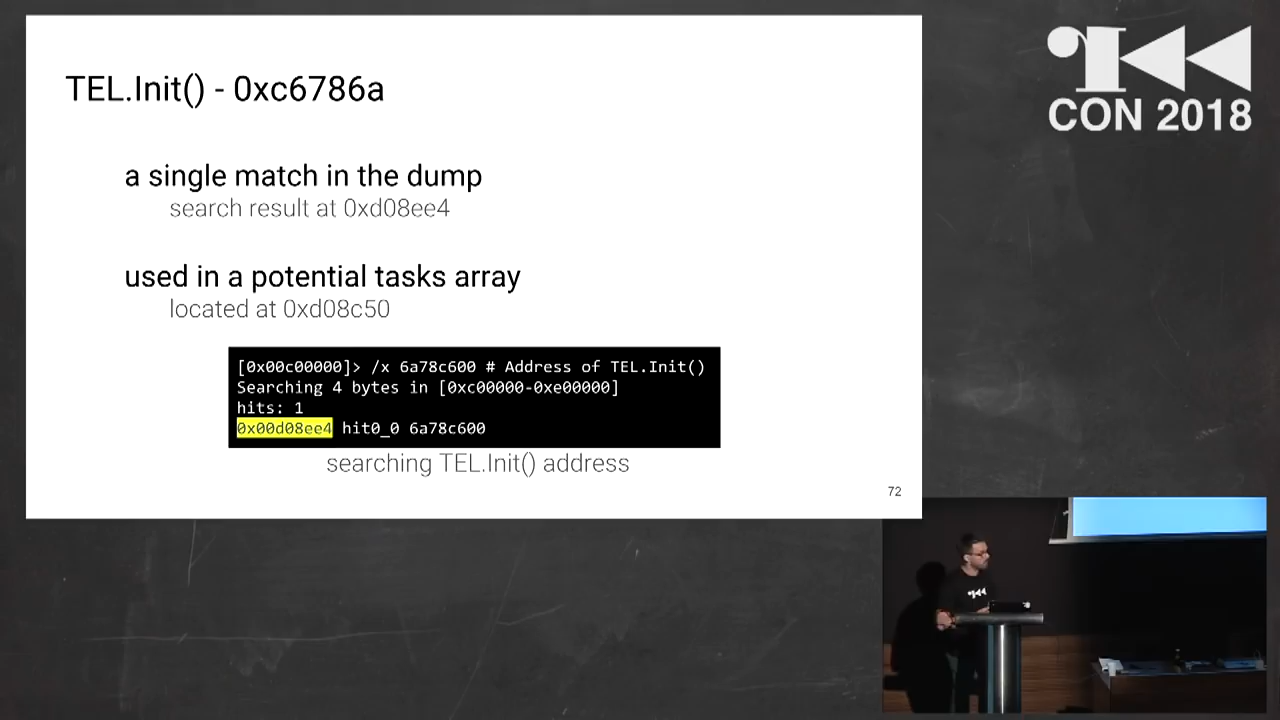 TEL.Init() - 0xc6786a
a single match in the dump
search result at 0xd08ee4
used in a potential tasks array
located at 0xd08c50
[0x00c00000]> /x 6a78c600 # Address of TEL.Init()
Searching 4 bytes in [0xc00000-0xe00000]
hits: 1
0x00d08ee4 hit0_0 6a78c600
searching TEL.Init() address
72
CON 2018